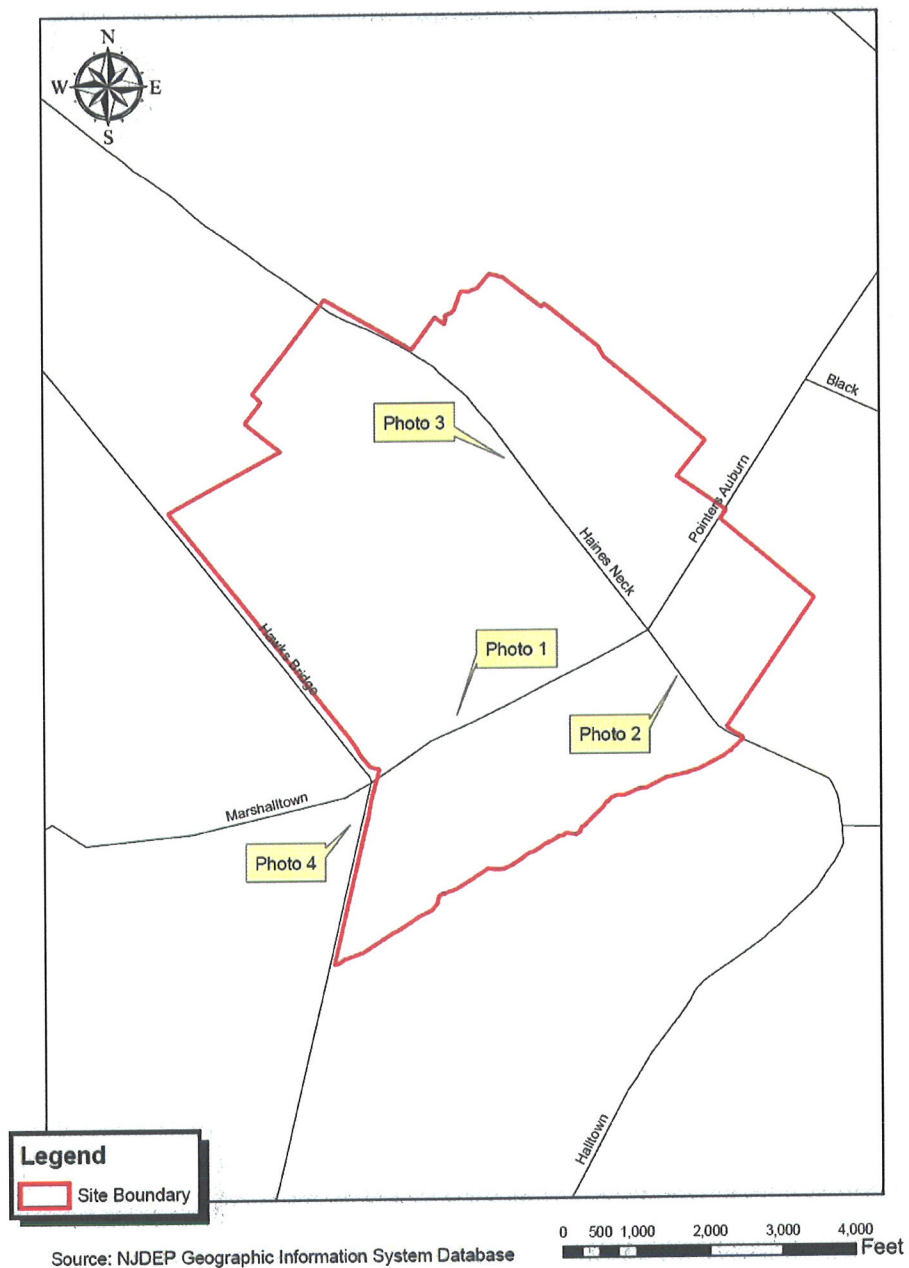 N
W E
S
Black
Photo 3
Pointers Auburn
Haines Neck
Photo 1
Hawks Bridge
Photo 2
Marshalltown
Photo 4
Halltown
Legend
Site Boundary
0 500 1,000 2,000 3,000 4,000
Feet
Source: NJDEP Geographic Information System Database